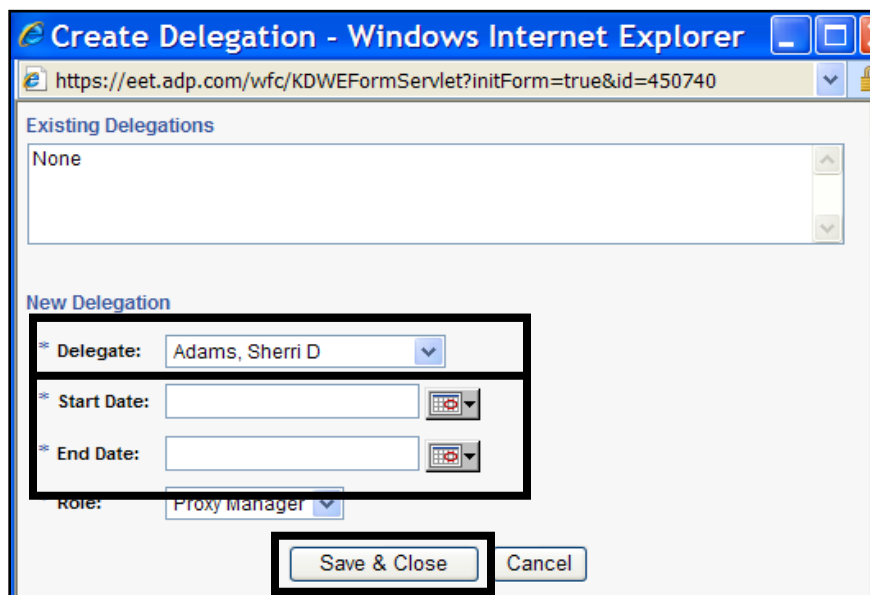 Create Delegation - Windows Internet Explorer
https://eet.adp.com/wfc/KDWEFormServlet?initForm=true&id=450740
Existing Delegations
None
New Delegation
* Delegate: Adams, Sherri D
* Start Date:
* End Date:
* Role: Proxy Manager
Save & Close Cancel